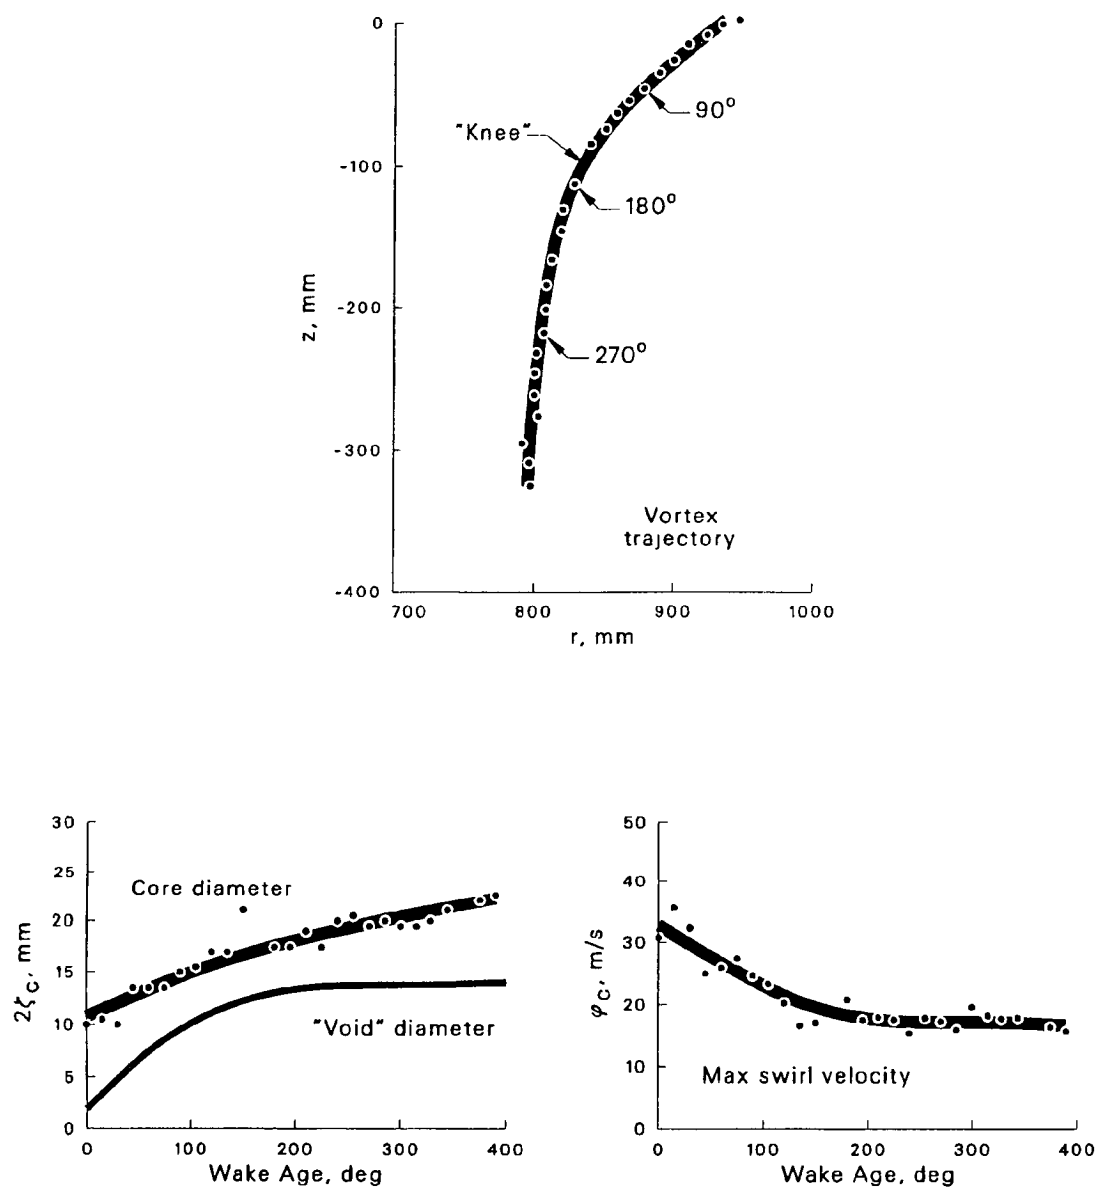 0
90°
"Knee"
-100
180°
z, mm
-200
270°
-300
Vortex
trajectory
-400
700 800 900 1000
r, mm
30
25
Core diameter
20
15
2ζc, mm
10
"Void" diameter
5
0
0 100 200 300 400
Wake Age, deg
50
40
30
φc, m/s
20
Max swirl velocity
10
0
0 100 200 300 400
Wake Age, deg